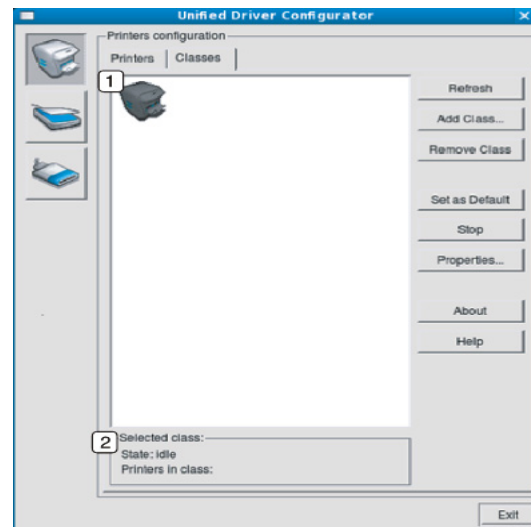 Unified Driver Configurator
Printers configuration
Printers
Classes
1
Refresh
Add Class...
Remove Class
Set as Default
Stop
Properties...
About
Help
2
Selected class:
State: idle
Printers in class:
Exit